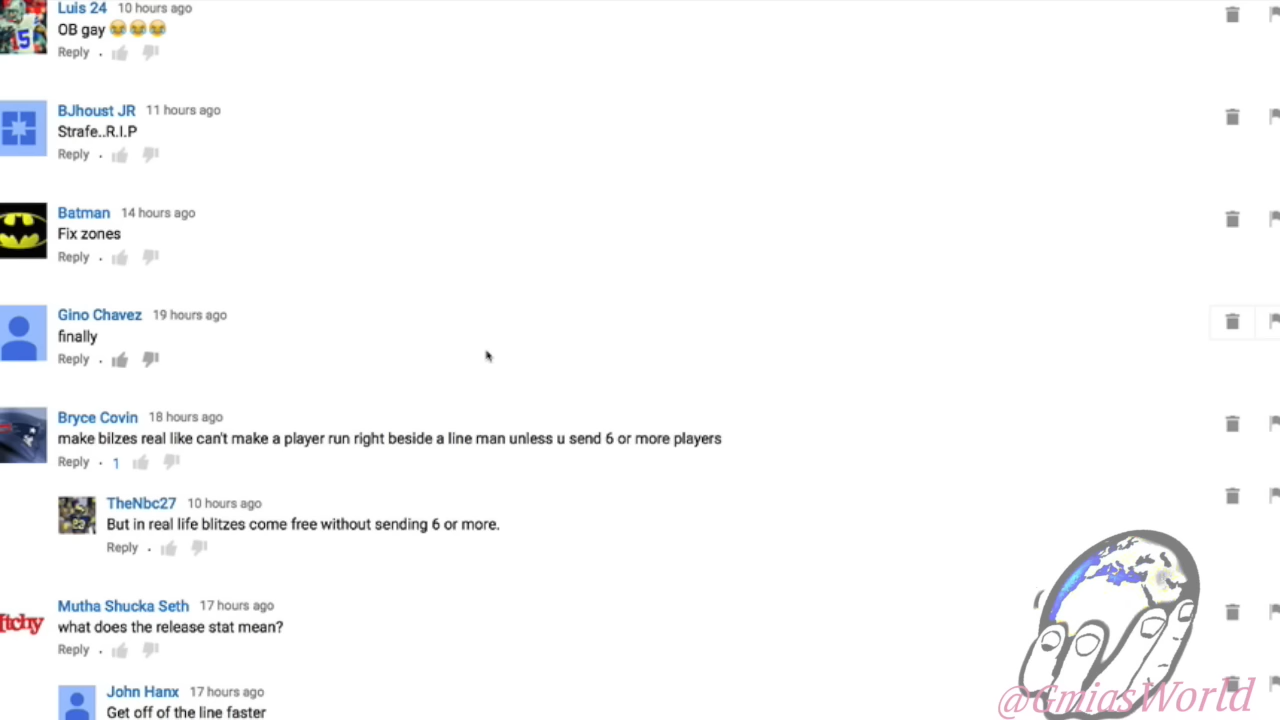 Luis 24 10 hours ago
OB gay 😂😂😂
Reply .
BJhoust JR 11 hours ago
Strafe..R.I.P
Reply .
Batman 14 hours ago
Fix zones
Reply .
Gino Chavez 19 hours ago
finally
Reply .
Bryce Covin 18 hours ago
make bilzes real like can't make a player run right beside a line man unless u send 6 or more players
Reply . 1
TheNbc27 10 hours ago
But in real life blitzes come free without sending 6 or more.
Reply .
Mutha Shucka Seth 17 hours ago
Itchy
what does the release stat mean?
Reply .
John Hanx 17 hours ago
Get off of the line faster
@GmiasWorld